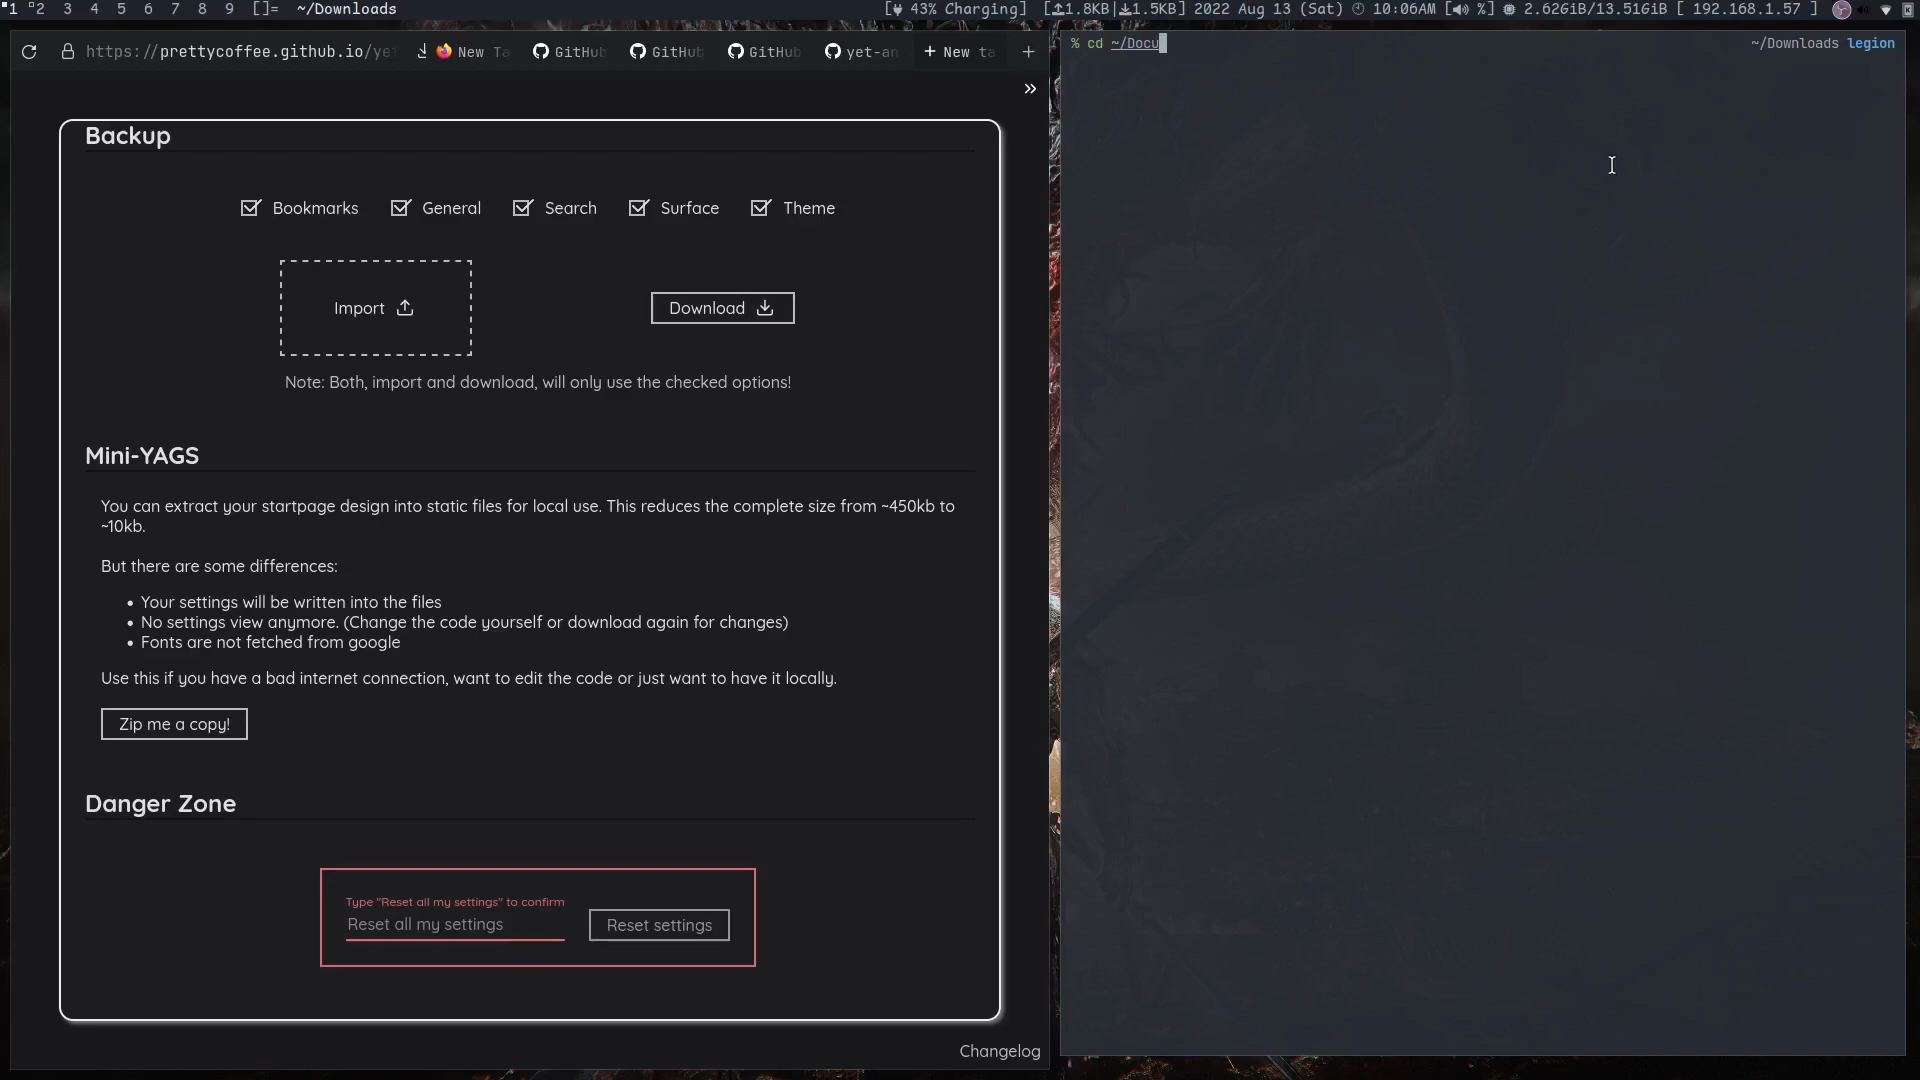 1 2 3 4 5 6 7 8 9 []= ~/Downloads [ 43% Charging] [1.8KB|1.5KB] 2022 Aug 13 (Sat) 10:06AM [ %] 2.62GiB/13.51GiB [ 192.168.1.57 ]
https://prettycoffee.github.io/yet New Ta GitHub GitHub GitHub yet-an + New ta +
»
Backup
Bookmarks General Search Surface Theme
Import Download
Note: Both, import and download, will only use the checked options!
Mini-YAGS
You can extract your startpage design into static files for local use. This reduces the complete size from ~450kb to
~10kb.
But there are some differences:
• Your settings will be written into the files
• No settings view anymore. (Change the code yourself or download again for changes)
• Fonts are not fetched from google
Use this if you have a bad internet connection, want to edit the code or just want to have it locally.
Zip me a copy!
Danger Zone
Type "Reset all my settings" to confirm
Reset all my settings Reset settings
Changelog
% cd ~/Docu ~/Downloads legion